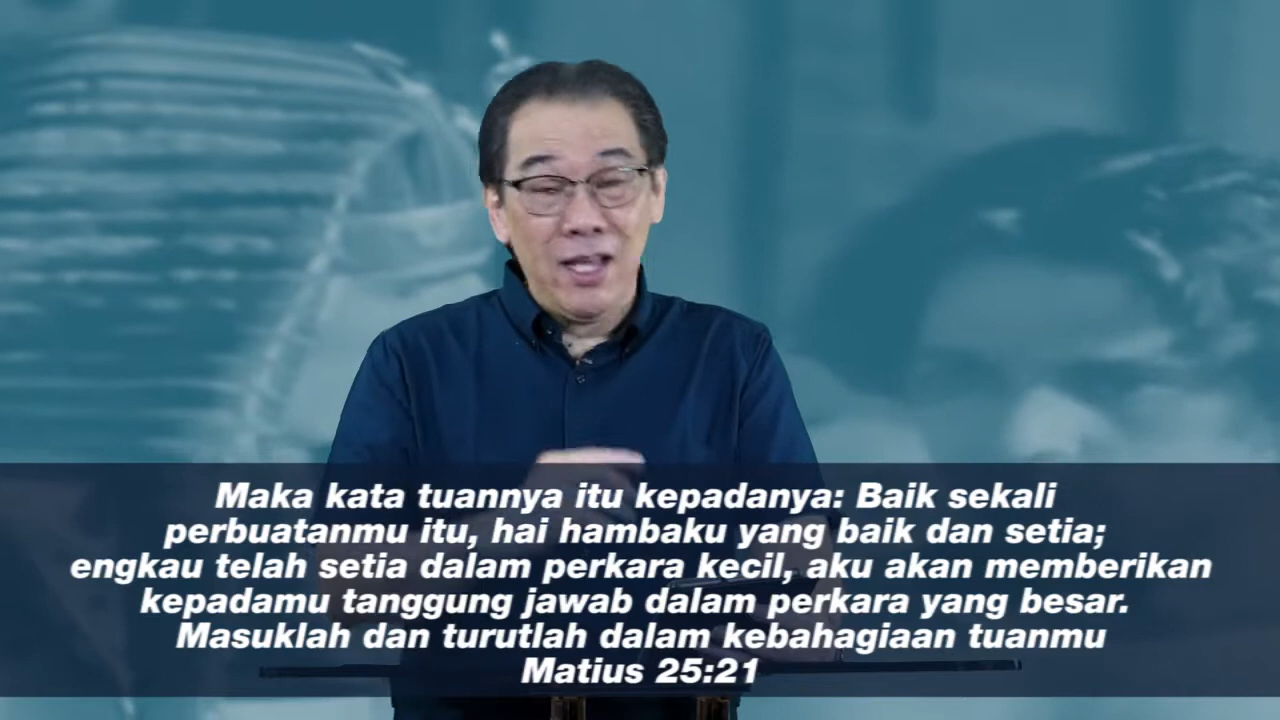 Maka kata tuannya itu kepadanya: Baik sekali
perbuatanmu itu, hai hambaku yang baik dan setia;
engkau telah setia dalam perkara kecil, aku akan memberikan
kepadamu tanggung jawab dalam perkara yang besar.
Masuklah dan turutlah dalam kebahagiaan tuanmu
Matius 25:21